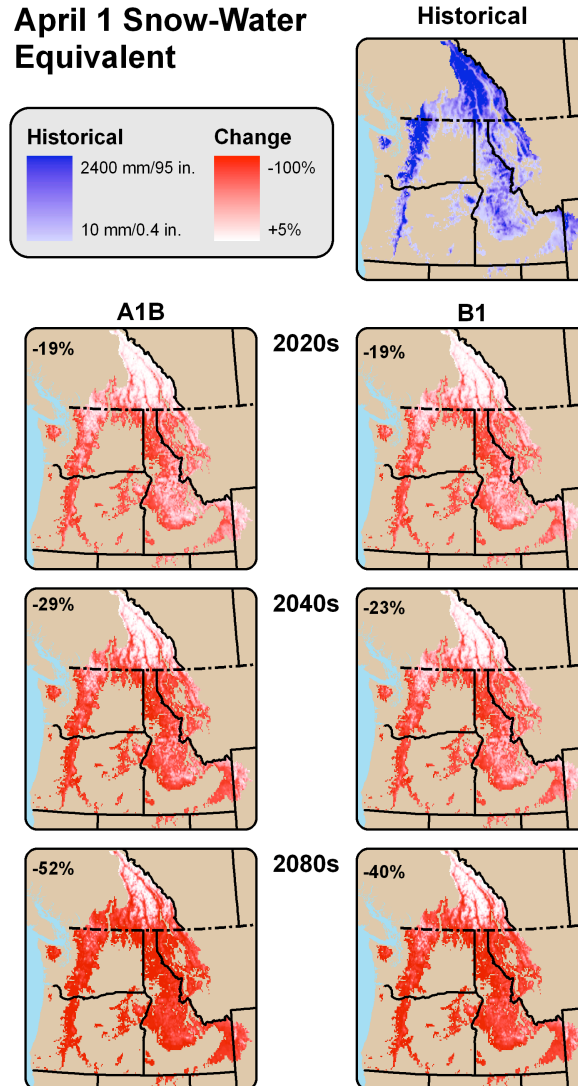 April 1 Snow-Water
Equivalent
Historical
Historical
Change
2400 mm/95 in.
-100%
10 mm/0.4 in.
+5%
A1B
B1
-19%
2020s
-19%
-29%
2040s
-23%
-52%
2080s
-40%